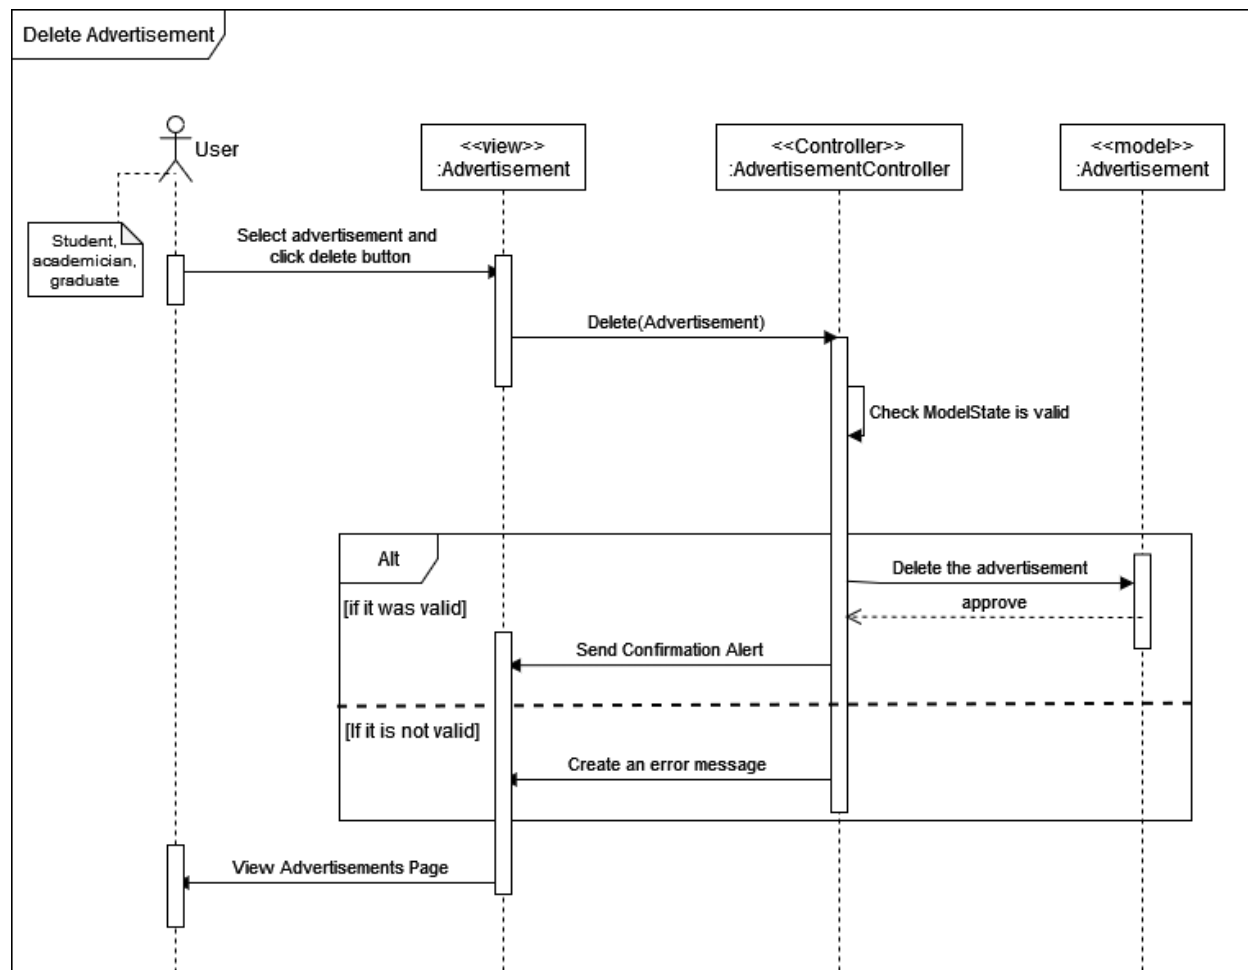 Delete Advertisement
User
<<view>>
:Advertisement
<<Controller>>
:AdvertisementController
<<model>>
:Advertisement
Student,
academician,
graduate
Select advertisement and
click delete button
Delete(Advertisement)
Check ModelState is valid
Alt
Delete the advertisement
[if it was valid]
approve
Send Confirmation Alert
[If it is not valid]
Create an error message
View Advertisements Page